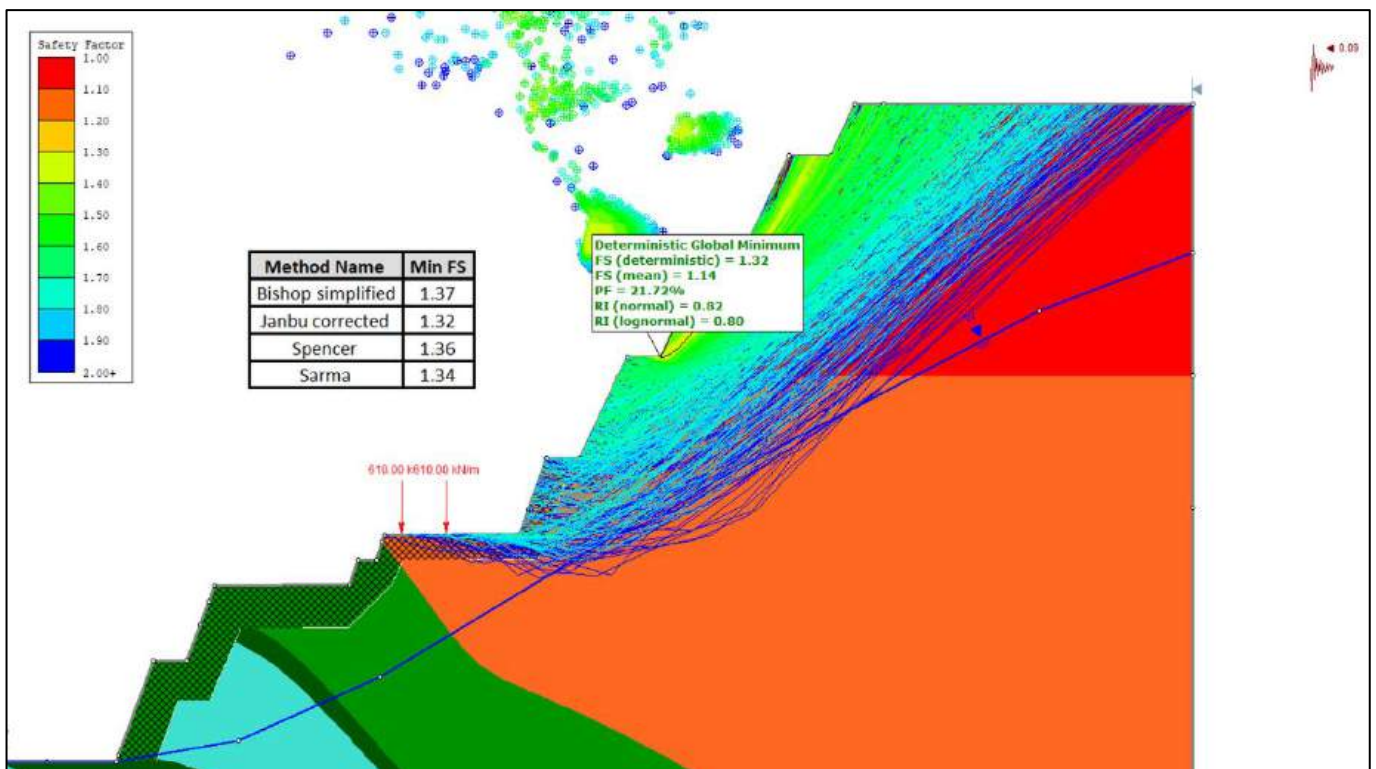 Safety Factor
1.00
1.10
1.20
1.30
1.40
1.50
1.60
1.70
1.80
1.90
2.00+
0.09
Method Name Min FS
Bishop simplified 1.37
Janbu corrected 1.32
Spencer 1.36
Sarma 1.34
Deterministic Global Minimum
FS (deterministic) = 1.32
FS (mean) = 1.14
PF = 21.72%
RI (normal) = 0.82
RI (lognormal) = 0.80
610.00 k610.00 kN/m